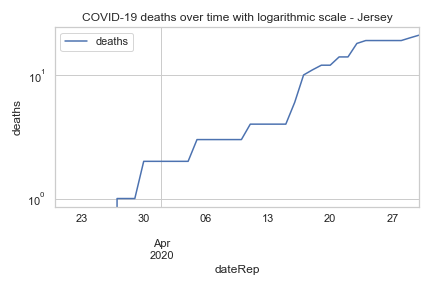 COVID-19 deaths over time with logarithmic scale - Jersey
deaths
10¹
deaths
10⁰
23 30 06 13 20 27
Apr
2020
dateRep